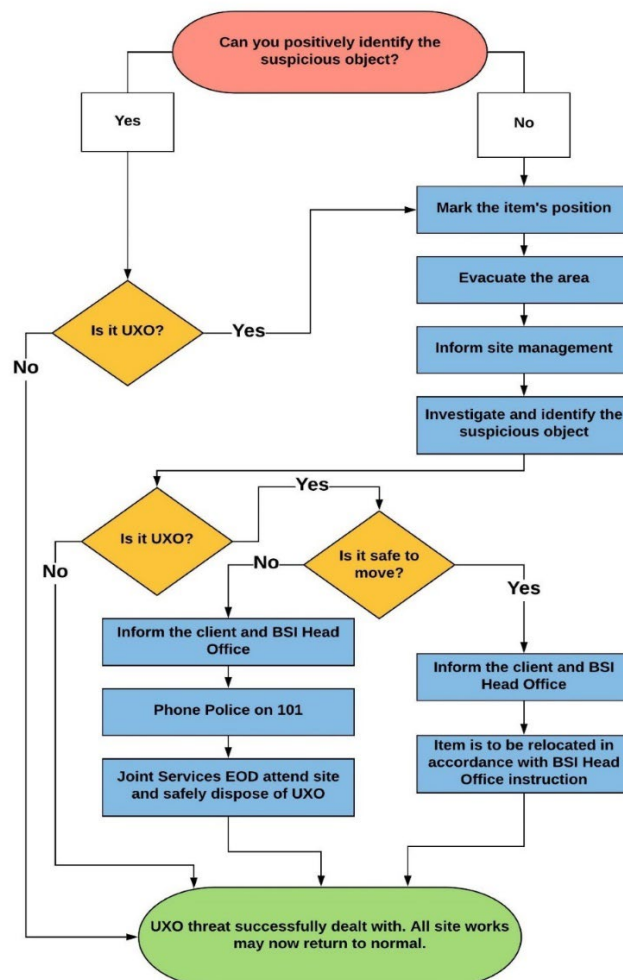 Can you positively identify the
suspicious object?
Yes
No
Mark the item's position
Evacuate the area
Is it UXO?
Yes
No
Inform site management
Investigate and identify the
suspicious object
Yes
Is it UXO?
No
Is it safe to
move?
No
Yes
Inform the client and BSI Head
Office
Phone Police on 101
Joint Services EOD attend site
and safely dispose of UXO
Inform the client and BSI
Head Office
Item is to be relocated in
accordance with BSI Head
Office instruction
UXO threat successfully dealt with. All site works
may now return to normal.